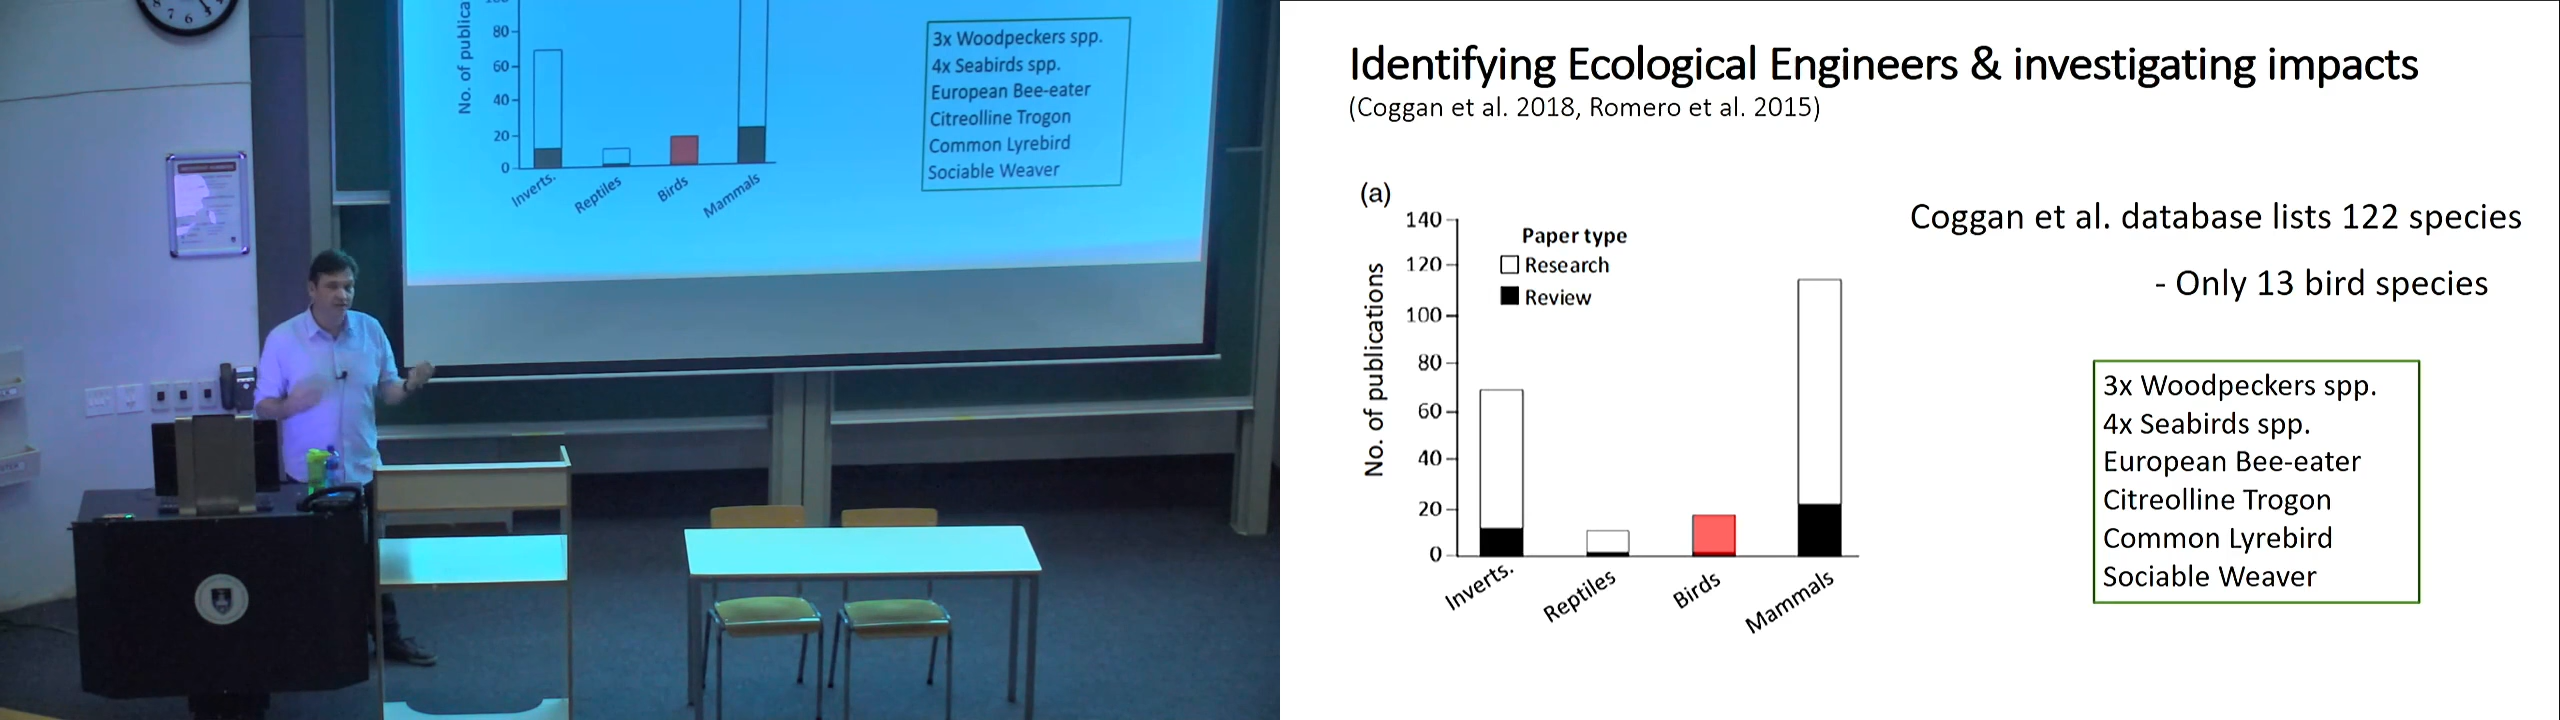 8 7 6 5
No. of publica
80
60
40
20
0
Inverts.
Reptiles
Birds
Mammals
3x Woodpeckers spp.
4x Seabirds spp.
European Bee-eater
Citreolline Trogon
Common Lyrebird
Sociable Weaver
Identifying Ecological Engineers & investigating impacts
(Coggan et al. 2018, Romero et al. 2015)
(a)
No. of publications
140
120
100
80
60
40
20
0
Paper type
Research
Review
Inverts.
Reptiles
Birds
Mammals
Coggan et al. database lists 122 species
- Only 13 bird species
3x Woodpeckers spp.
4x Seabirds spp.
European Bee-eater
Citreolline Trogon
Common Lyrebird
Sociable Weaver